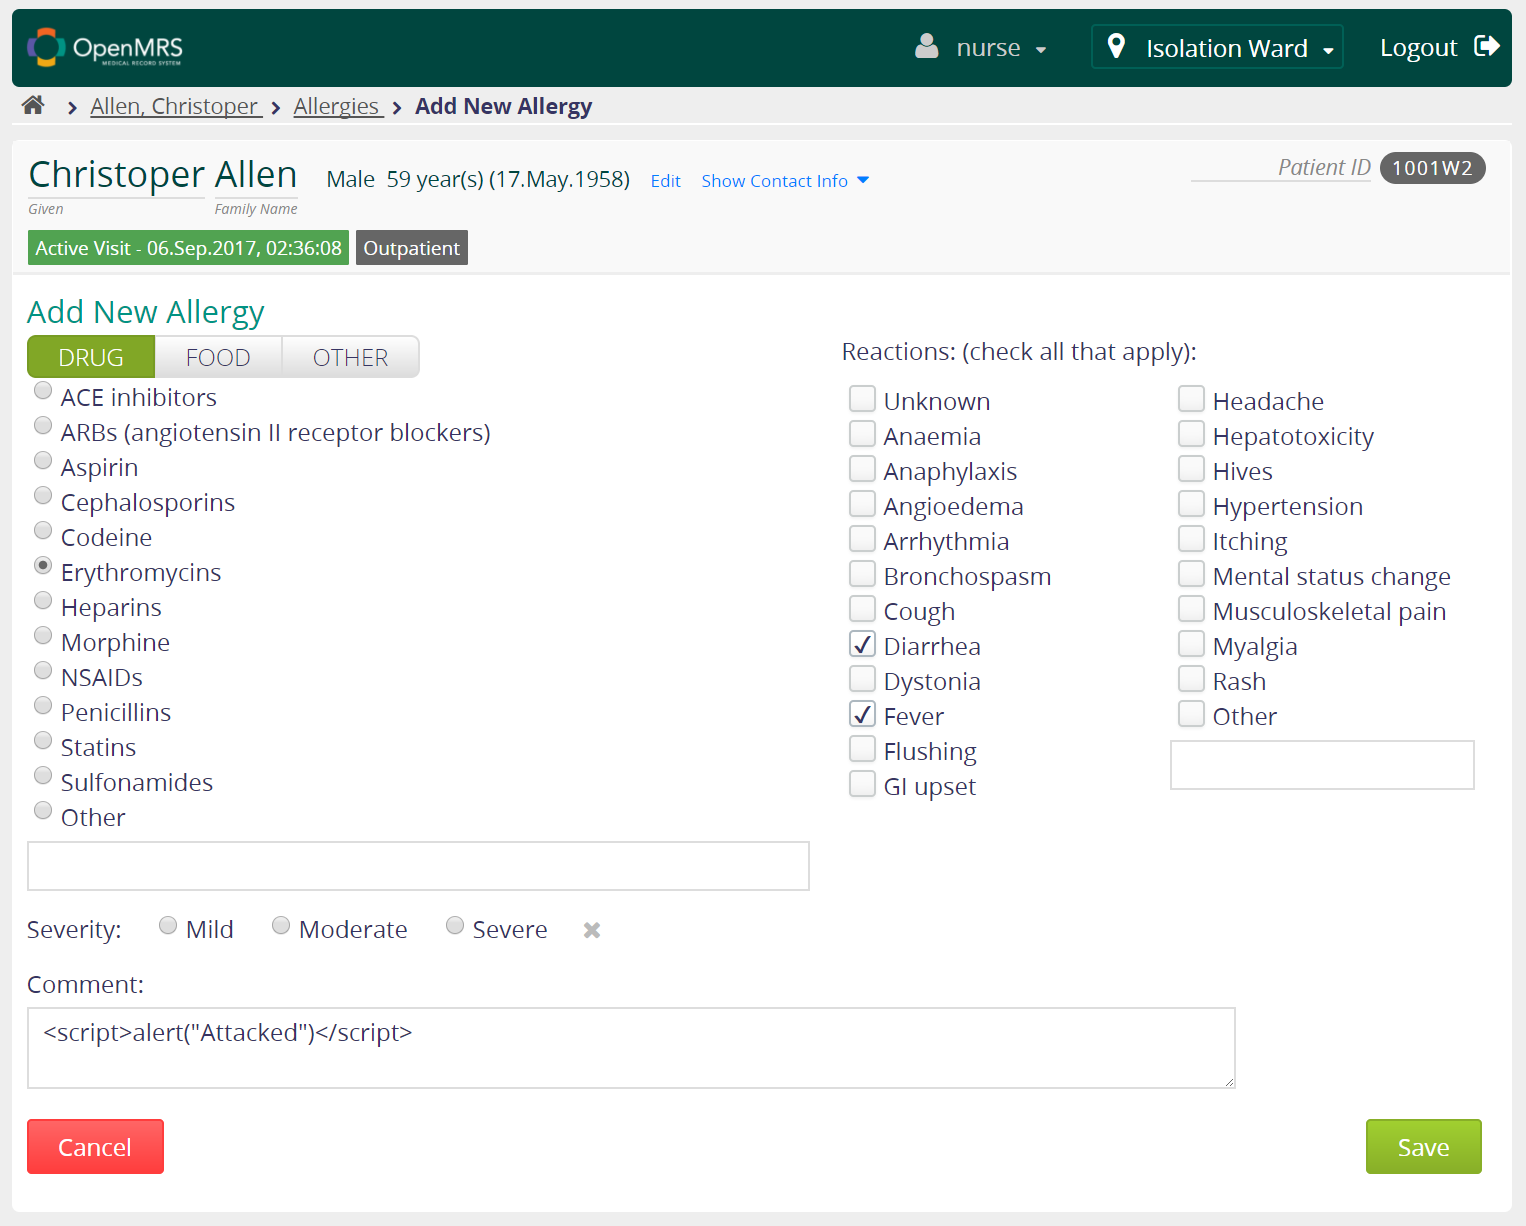 OpenMRS
MEDICAL RECORD SYSTEM
nurse
Isolation Ward
Logout
Allen, Christoper
Allergies
Add New Allergy
Christoper Allen
Given
Family Name
Male 59 year(s) (17.May.1958)
Edit
Show Contact Info
Patient ID 1001W2
Active Visit - 06.Sep.2017, 02:36:08
Outpatient
Add New Allergy
DRUG
FOOD
OTHER
ACE inhibitors
ARBs (angiotensin II receptor blockers)
Aspirin
Cephalosporins
Codeine
Erythromycins
Heparins
Morphine
NSAIDs
Penicillins
Statins
Sulfonamides
Other
Reactions: (check all that apply):
Unknown
Anaemia
Anaphylaxis
Angioedema
Arrhythmia
Bronchospasm
Cough
Diarrhea
Dystonia
Fever
Flushing
GI upset
Headache
Hepatotoxicity
Hives
Hypertension
Itching
Mental status change
Musculoskeletal pain
Myalgia
Rash
Other
Severity:
Mild
Moderate
Severe
Comment:
<script>alert("Attacked")</script>
Cancel
Save